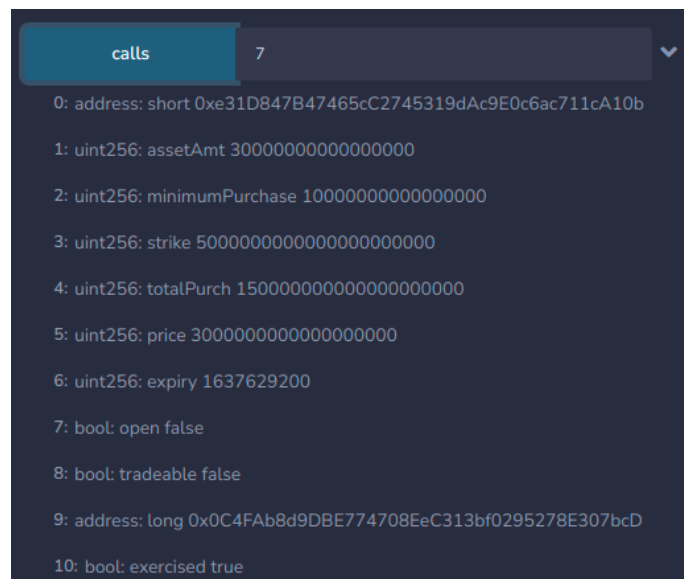 calls 7
0: address: short 0xe31D847B47465cC2745319dAc9E0c6ac711cA10b
1: uint256: assetAmt 30000000000000000
2: uint256: minimumPurchase 10000000000000000
3: uint256: strike 5000000000000000000000
4: uint256: totalPurch 150000000000000000000
5: uint256: price 3000000000000000000
6: uint256: expiry 1637629200
7: bool: open false
8: bool: tradeable false
9: address: long 0x0C4FAb8d9DBE774708EeC313bf0295278E307bcD
10: bool: exercised true